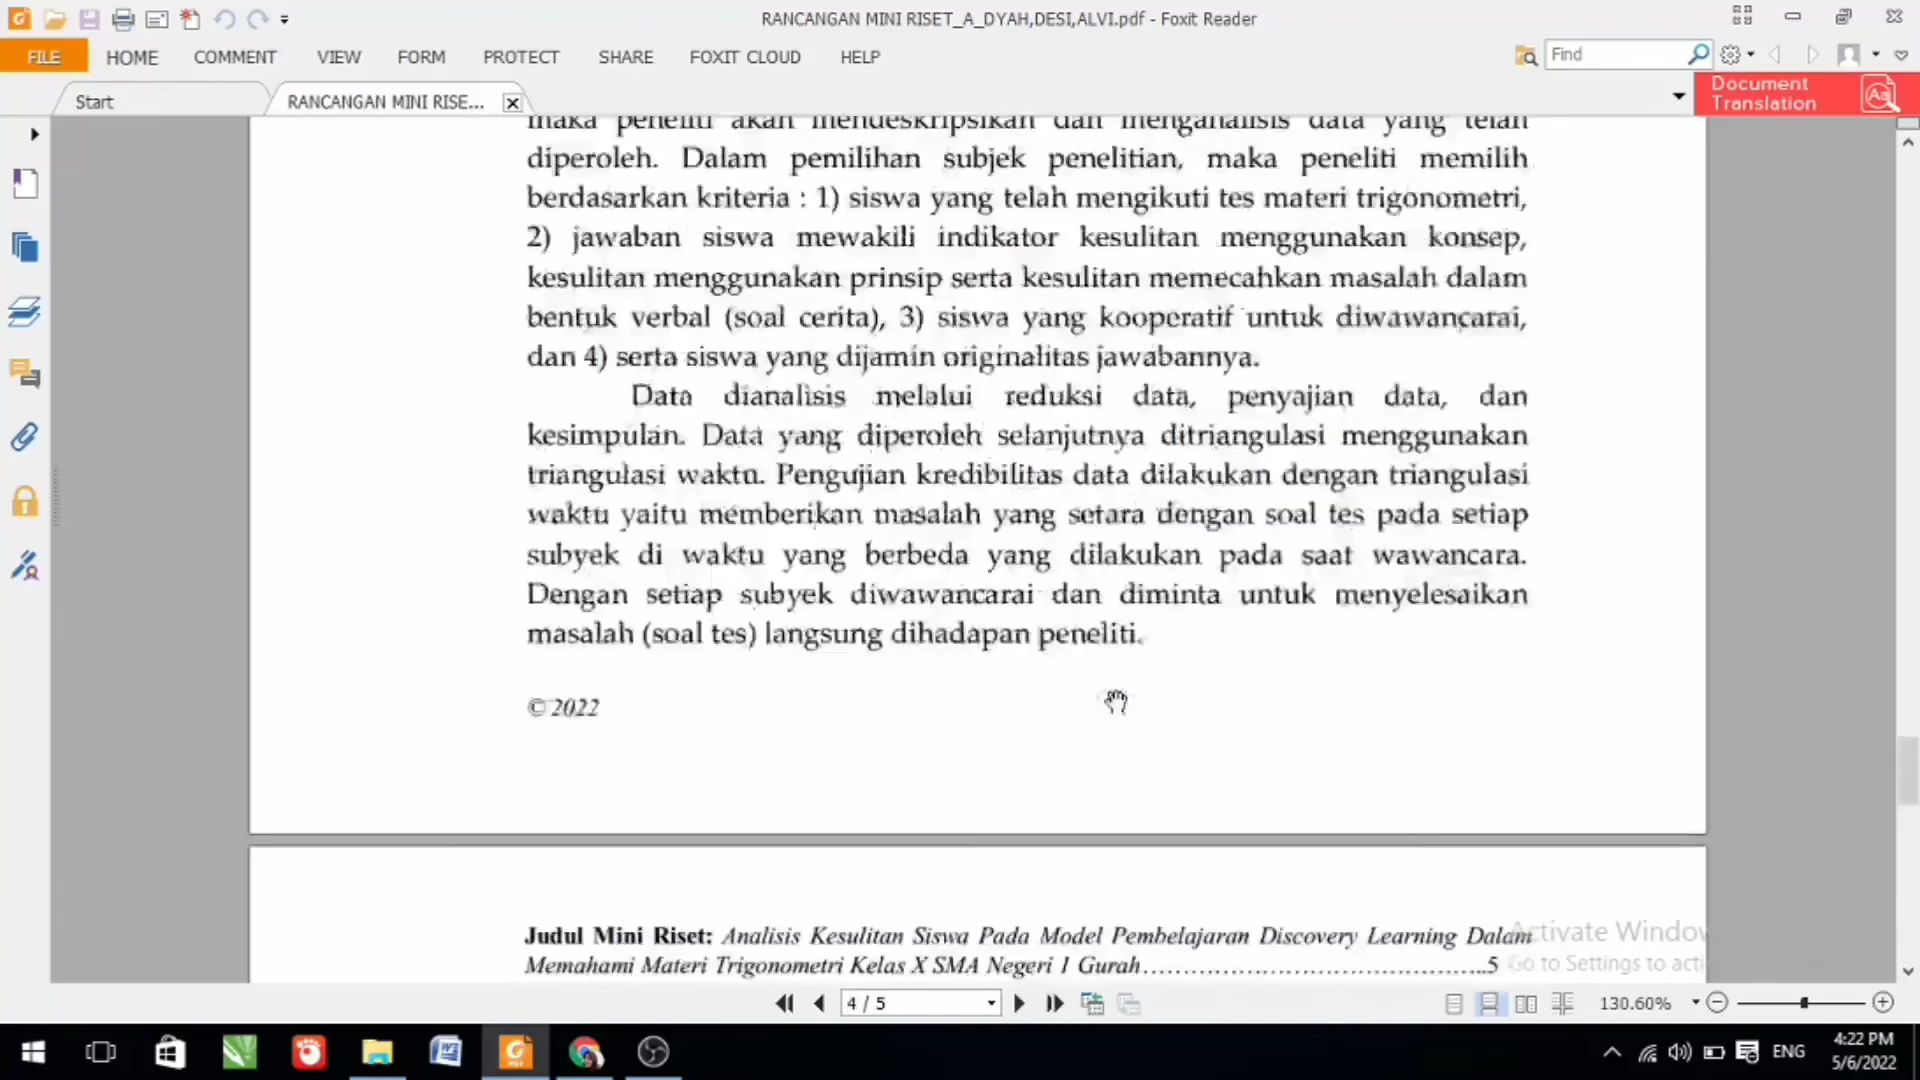 RANCANGAN MINI RISET_A_DYAH,DESI,ALVI.pdf - Foxit Reader
FILE HOME COMMENT VIEW FORM PROTECT SHARE FOXIT CLOUD HELP
Find
Start
RANCANGAN MINI RISE...
Document
Translation
maka peneliti akan mendeskripsikan dan menganalisis data yang telah
diperoleh. Dalam pemilihan subjek penelitian, maka peneliti memilih
berdasarkan kriteria : 1) siswa yang telah mengikuti tes materi trigonometri,
2) jawaban siswa mewakili indikator kesulitan menggunakan konsep,
kesulitan menggunakan prinsip serta kesulitan memecahkan masalah dalam
bentuk verbal (soal cerita), 3) siswa yang kooperatif untuk diwawancarai,
dan 4) serta siswa yang dijamin originalitas jawabannya.
Data dianalisis melalui reduksi data, penyajian data, dan
kesimpulan. Data yang diperoleh selanjutnya ditriangulasi menggunakan
triangulasi waktu. Pengujian kredibilitas data dilakukan dengan triangulasi
waktu yaitu memberikan masalah yang setara dengan soal tes pada setiap
subyek di waktu yang berbeda yang dilakukan pada saat wawancara.
Dengan setiap subyek diwawancarai dan diminta untuk menyelesaikan
masalah (soal tes) langsung dihadapan peneliti.
© 2022
Judul Mini Riset: Analisis Kesulitan Siswa Pada Model Pembelajaran Discovery Learning Dalam
Memahami Materi Trigonometri Kelas X SMA Negeri 1 Gurah..........................................5
Activate Window
Go to Settings to acti
4 / 5
130.60%
ENG
4:22 PM
5/6/2022